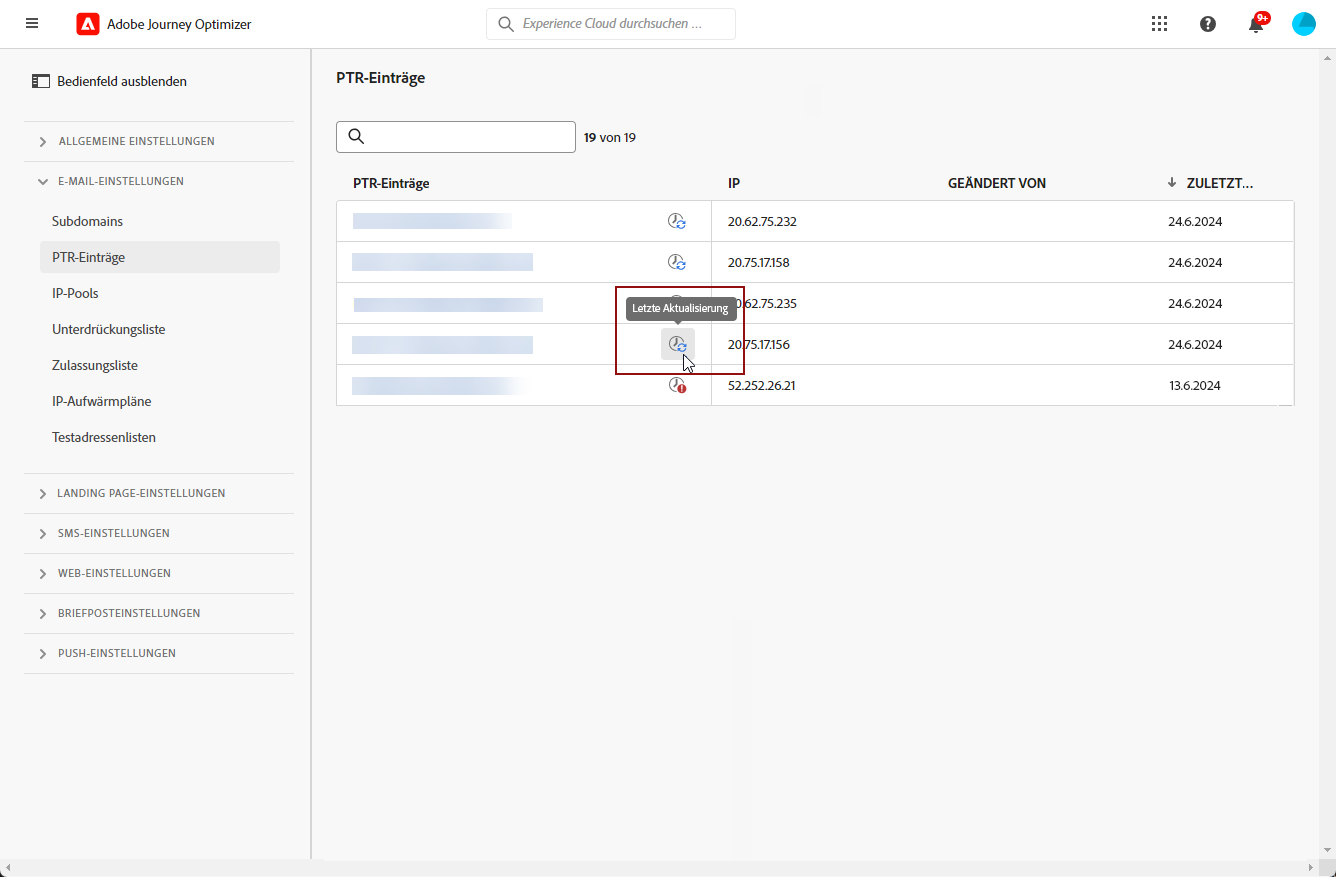 Adobe Journey Optimizer
Experience Cloud durchsuchen ...
9+
Bedienfeld ausblenden
ALLGEMEINE EINSTELLUNGEN
E-MAIL-EINSTELLUNGEN
Subdomains
PTR-Einträge
IP-Pools
Unterdrückungsliste
Zulassungsliste
IP-Aufwärmpläne
Testadressenlisten
LANDING PAGE-EINSTELLUNGEN
SMS-EINSTELLUNGEN
WEB-EINSTELLUNGEN
BRIEFPOSTEINSTELLUNGEN
PUSH-EINSTELLUNGEN
PTR-Einträge
19 von 19
PTR-Einträge IP GEÄNDERT VON ZULETZT...
20.62.75.232 24.6.2024
20.75.17.158 24.6.2024
Letzte Aktualisierung
0.62.75.235 24.6.2024
20.75.17.156 24.6.2024
52.252.26.21 13.6.2024